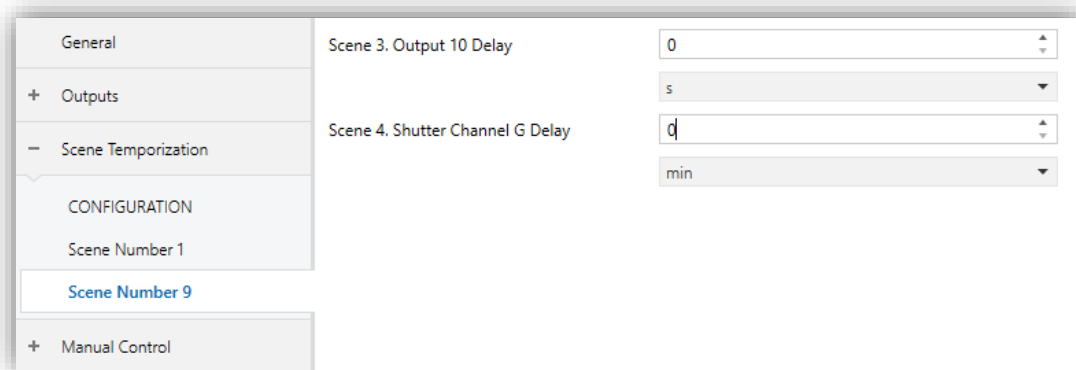 General
+ Outputs
− Scene Temporization
CONFIGURATION
Scene Number 1
Scene Number 9
+ Manual Control
Scene 3. Output 10 Delay
0
s
Scene 4. Shutter Channel G Delay
0
min